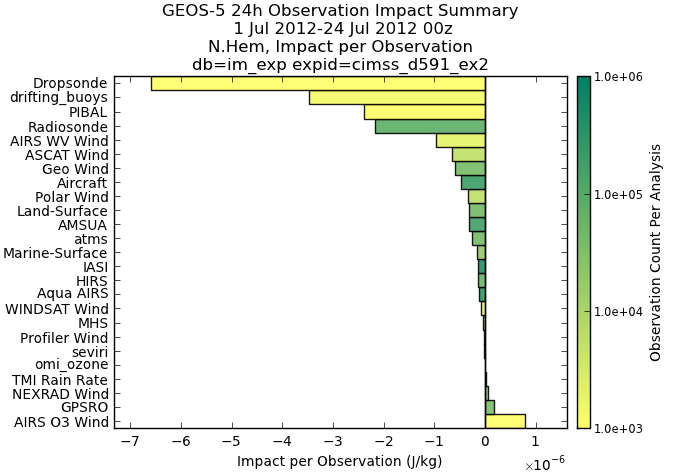 GEOS-5 24h Observation Impact Summary
1 Jul 2012-24 Jul 2012 00z
N.Hem, Impact per Observation
db=im_exp expid=cimss_d591_ex2
Dropsonde
drifting_buoys
PIBAL
Radiosonde
AIRS WV Wind
ASCAT Wind
Geo Wind
Aircraft
Polar Wind
Land-Surface
AMSUA
atms
Marine-Surface
IASI
HIRS
Aqua AIRS
WINDSAT Wind
MHS
Profiler Wind
seviri
omi_ozone
TMI Rain Rate
NEXRAD Wind
GPSRO
AIRS O3 Wind
−7 −6 −5 −4 −3 −2 −1 0 1
×10⁻⁶
Impact per Observation (J/kg)
1.0e+06
1.0e+05
1.0e+04
1.0e+03
Observation Count Per Analysis